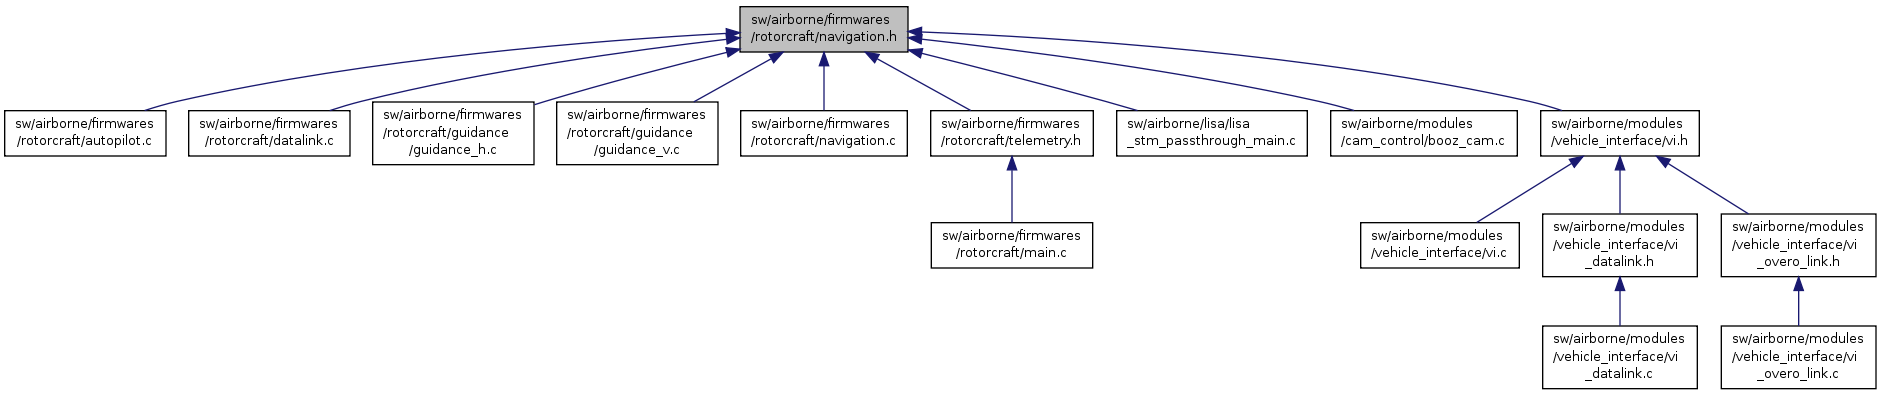 sw/airborne/firmwares
/rotorcraft/navigation.h
sw/airborne/firmwares
/rotorcraft/autopilot.c
sw/airborne/firmwares
/rotorcraft/datalink.c
sw/airborne/firmwares
/rotorcraft/guidance
/guidance_h.c
sw/airborne/firmwares
/rotorcraft/guidance
/guidance_v.c
sw/airborne/firmwares
/rotorcraft/navigation.c
sw/airborne/firmwares
/rotorcraft/telemetry.h
sw/airborne/lisa/lisa
_stm_passthrough_main.c
sw/airborne/modules
/cam_control/booz_cam.c
sw/airborne/modules
/vehicle_interface/vi.h
sw/airborne/firmwares
/rotorcraft/main.c
sw/airborne/modules
/vehicle_interface/vi.c
sw/airborne/modules
/vehicle_interface/vi
_datalink.h
sw/airborne/modules
/vehicle_interface/vi
_overo_link.h
sw/airborne/modules
/vehicle_interface/vi
_datalink.c
sw/airborne/modules
/vehicle_interface/vi
_overo_link.c